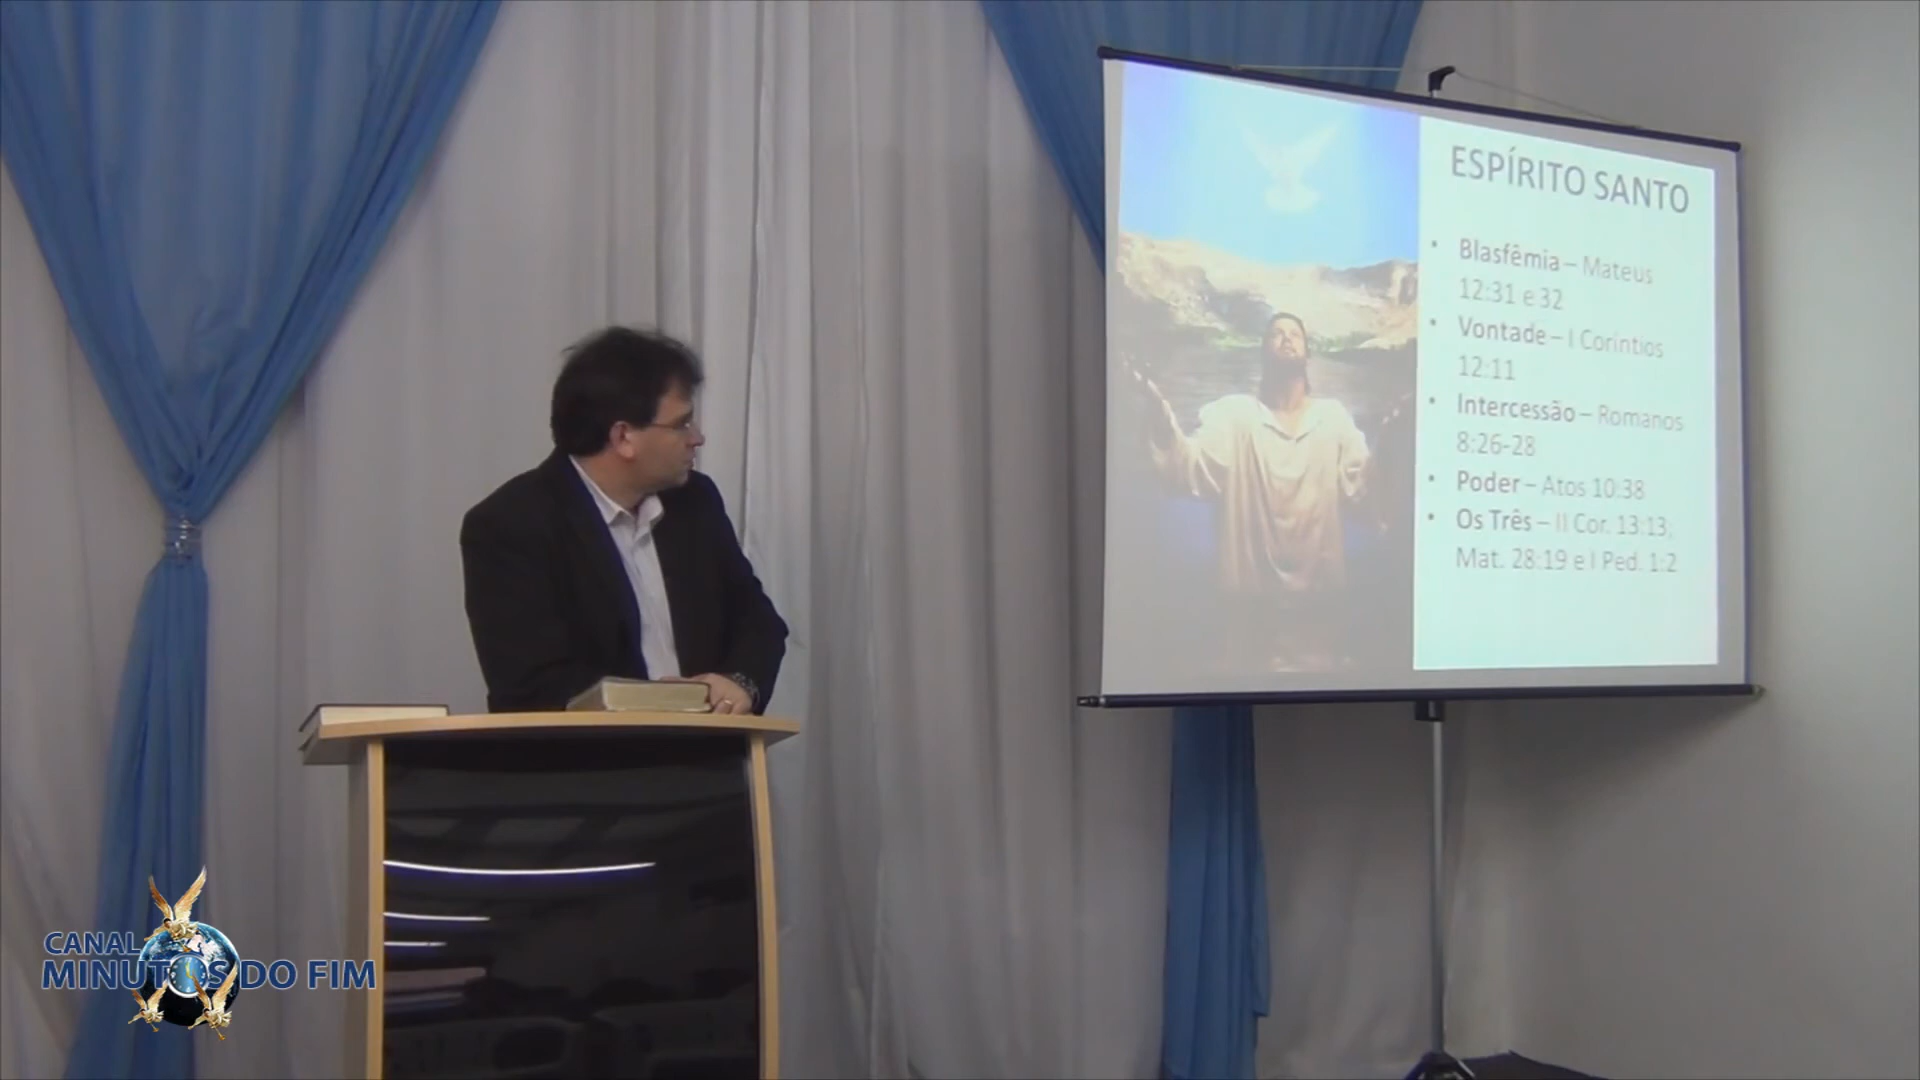 ESPÍRITO SANTO
• Blasfêmia – Mateus
12:31 e 32
• Vontade – I Coríntios
12:11
• Intercessão – Romanos
8:26-28
• Poder – Atos 10:38
• Os Três – II Cor. 13:13;
Mat. 28:19 e I Ped. 1:2
CANAL
MINUTOS DO FIM